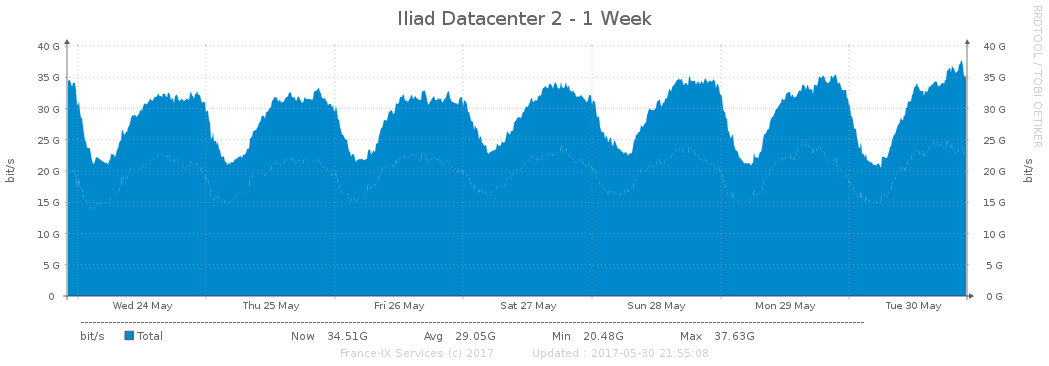 Iliad Datacenter 2 - 1 Week
RRDTOOL / TOBI OETIKER
40 G 40 G
35 G 35 G
30 G 30 G
25 G 25 G
20 G 20 G
15 G 15 G
10 G 10 G
5 G 5 G
0 0 G
bit/s bit/s
Wed 24 May Thu 25 May Fri 26 May Sat 27 May Sun 28 May Mon 29 May Tue 30 May
bit/s Total Now 34.51G Avg 29.05G Min 20.48G Max 37.63G
France-IX Services (c) 2017 Updated : 2017-05-30 21:55:08